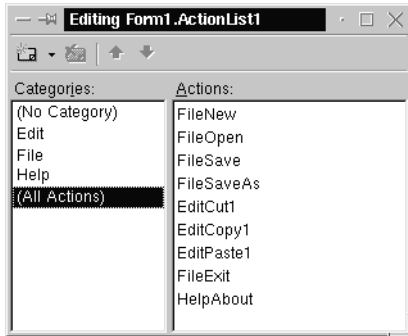 Editing Form1.ActionList1
Categories:
(No Category)
Edit
File
Help
(All Actions)
Actions:
FileNew
FileOpen
FileSave
FileSaveAs
EditCut1
EditCopy1
EditPaste1
FileExit
HelpAbout